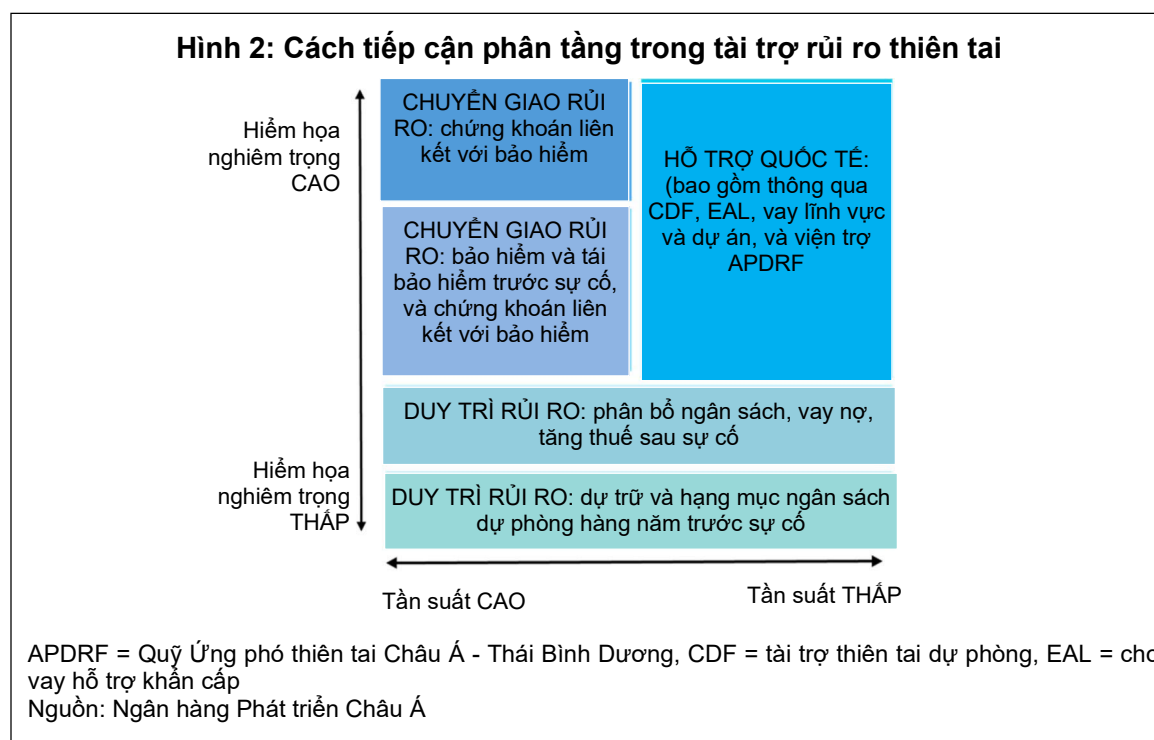 Hình 2: Cách tiếp cận phân tầng trong tài trợ rủi ro thiên tai
Hiểm họa
nghiêm trọng
CAO
CHUYỂN GIAO RỦI
RO: chứng khoán liên
kết với bảo hiểm
HỖ TRỢ QUỐC TẾ:
(bao gồm thông qua
CDF, EAL, vay lĩnh vực
và dự án, và viện trợ
APDRF
CHUYỂN GIAO RỦI
RO: bảo hiểm và tái
bảo hiểm trước sự cố,
và chứng khoán liên
kết với bảo hiểm
DUY TRÌ RỦI RO: phân bổ ngân sách, vay nợ,
tăng thuế sau sự cố
Hiểm họa
nghiêm trọng
THẤP
DUY TRÌ RỦI RO: dự trữ và hạng mục ngân sách
dự phòng hàng năm trước sự cố
Tần suất CAO
Tần suất THẤP
APDRF = Quỹ Ứng phó thiên tai Châu Á - Thái Bình Dương, CDF = tài trợ thiên tai dự phòng, EAL = cho
vay hỗ trợ khẩn cấp
Nguồn: Ngân hàng Phát triển Châu Á